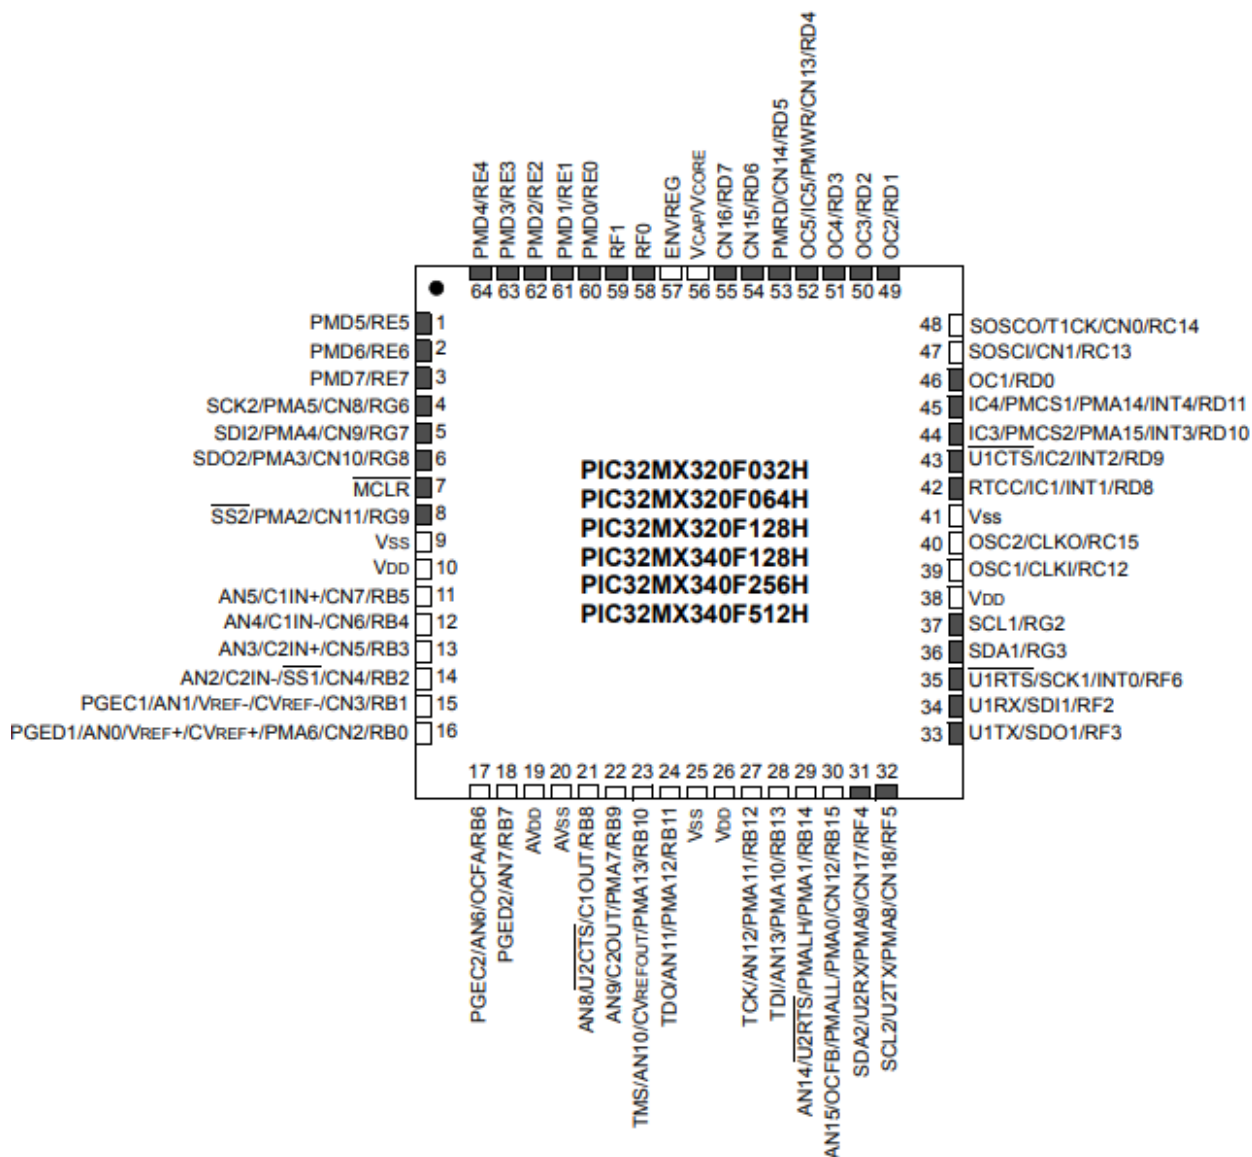 PMD4/RE4
PMD3/RE3
PMD2/RE2
PMD1/RE1
PMD0/RE0
RF1
RF0
ENVREG
VCAP/VCORE
CN16/RD7
CN15/RD6
PMRD/CN14/RD5
OC5/IC5/PMWR/CN13/RD4
OC4/RD3
OC3/RD2
OC2/RD1
64 63 62 61 60 59 58 57 56 55 54 53 52 51 50 49
PMD5/RE5 1
PMD6/RE6 2
PMD7/RE7 3
SCK2/PMA5/CN8/RG6 4
SDI2/PMA4/CN9/RG7 5
SDO2/PMA3/CN10/RG8 6
MCLR 7
SS2/PMA2/CN11/RG9 8
VSS 9
VDD 10
AN5/C1IN+/CN7/RB5 11
AN4/C1IN-/CN6/RB4 12
AN3/C2IN+/CN5/RB3 13
AN2/C2IN-/SS1/CN4/RB2 14
PGEC1/AN1/VREF-/CVREF-/CN3/RB1 15
PGED1/AN0/VREF+/CVREF+/PMA6/CN2/RB0 16
PIC32MX320F032H
PIC32MX320F064H
PIC32MX320F128H
PIC32MX340F128H
PIC32MX340F256H
PIC32MX340F512H
48 SOSCO/T1CK/CN0/RC14
47 SOSCI/CN1/RC13
46 OC1/RD0
45 IC4/PMCS1/PMA14/INT4/RD11
44 IC3/PMCS2/PMA15/INT3/RD10
43 U1CTS/IC2/INT2/RD9
42 RTCC/IC1/INT1/RD8
41 Vss
40 OSC2/CLKO/RC15
39 OSC1/CLKI/RC12
38 VDD
37 SCL1/RG2
36 SDA1/RG3
35 U1RTS/SCK1/INT0/RF6
34 U1RX/SDI1/RF2
33 U1TX/SDO1/RF3
17 18 19 20 21 22 23 24 25 26 27 28 29 30 31 32
PGEC2/AN6/OCFA/RB6
PGED2/AN7/RB7
AVDD
AVSS
AN8/U2CTS/C1OUT/RB8
AN9/C2OUT/PMA7/RB9
TMS/AN10/CVREFOUT/PMA13/RB10
TDO/AN11/PMA12/RB11
VSS
VDD
TCK/AN12/PMA11/RB12
TDI/AN13/PMA10/RB13
AN14/U2RTS/PMALH/PMA1/RB14
AN15/OCFB/PMALL/PMA0/CN12/RB15
SDA2/U2RX/PMA9/CN17/RF4
SCL2/U2TX/PMA8/CN18/RF5